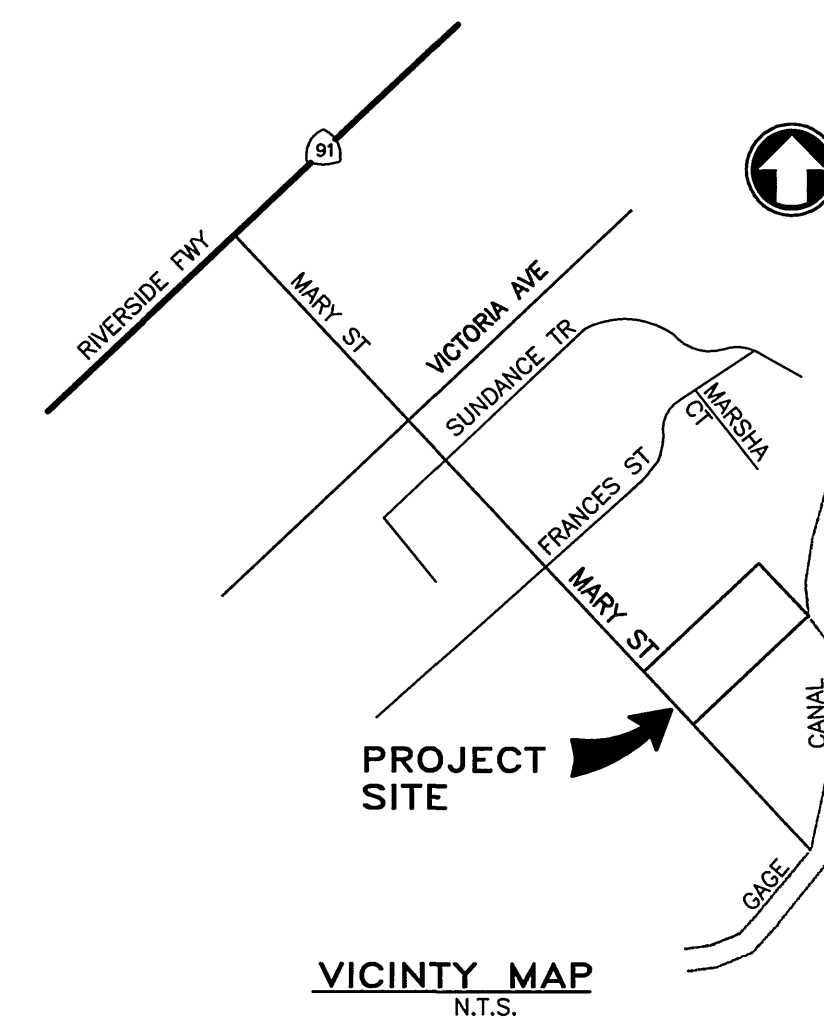 91
RIVERSIDE FWY
MARY ST
VICTORIA AVE
SUNDANCE TR
MARSHA
CT
FRANCES ST
MARY ST
CANAL
PROJECT
SITE
GAGE
VICINTY MAP
N.T.S.